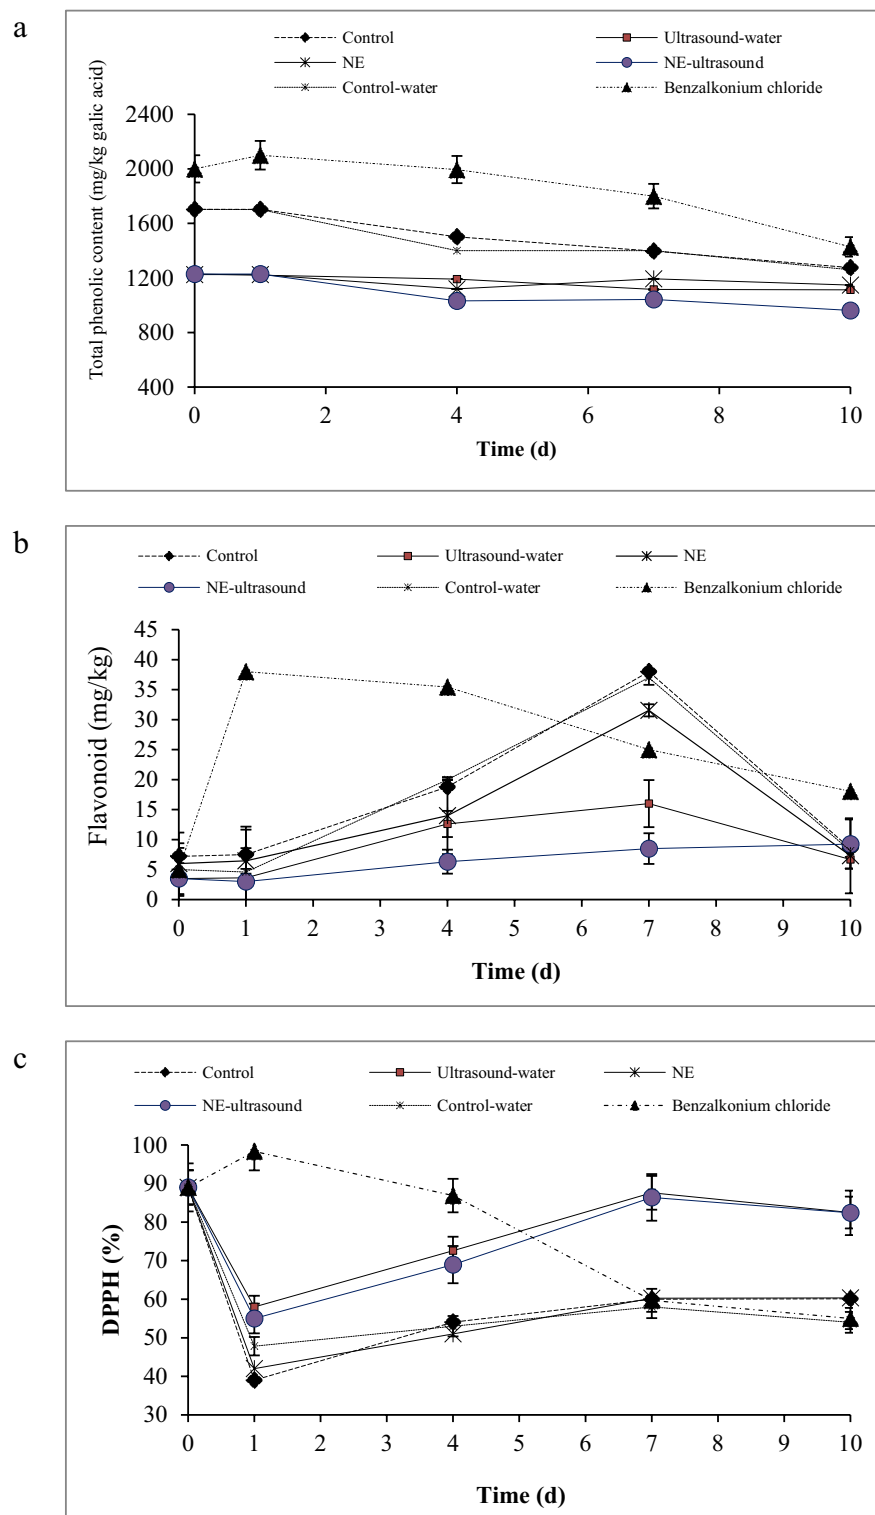 a
Control
Ultrasound-water
NE
NE-ultrasound
Control-water
Benzalkonium chloride
Total phenolic content (mg/kg galic acid)
2400
2000
1600
1200
800
400
0 2 4 6 8 10
Time (d)
b
Control Ultrasound-water NE
NE-ultrasound Control-water Benzalkonium chloride
Flavonoid (mg/kg)
45
40
35
30
25
20
15
10
5
0
0 1 2 3 4 5 6 7 8 9 10
Time (d)
c
Control Ultrasound-water NE
NE-ultrasound Control-water Benzalkonium chloride
DPPH (%)
100
90
80
70
60
50
40
30
0 1 2 3 4 5 6 7 8 9 10
Time (d)